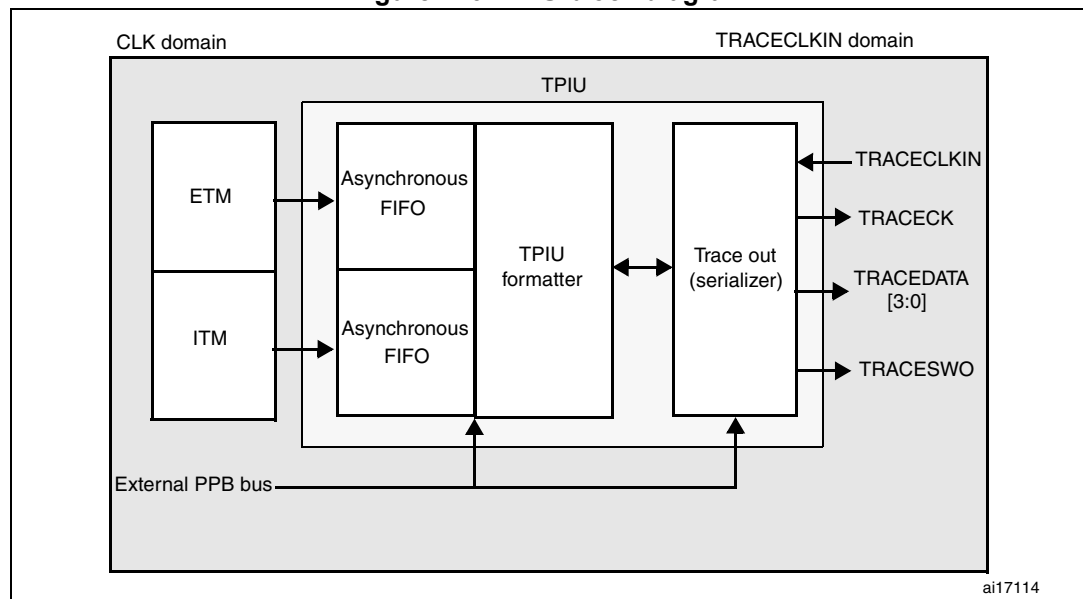 CLK domain
TRACECLKIN domain
TPIU
ETM
Asynchronous
FIFO
ITM
Asynchronous
FIFO
TPIU
formatter
Trace out
(serializer)
TRACECLKIN
TRACECK
TRACEDATA
[3:0]
TRACESWO
External PPB bus
ai17114